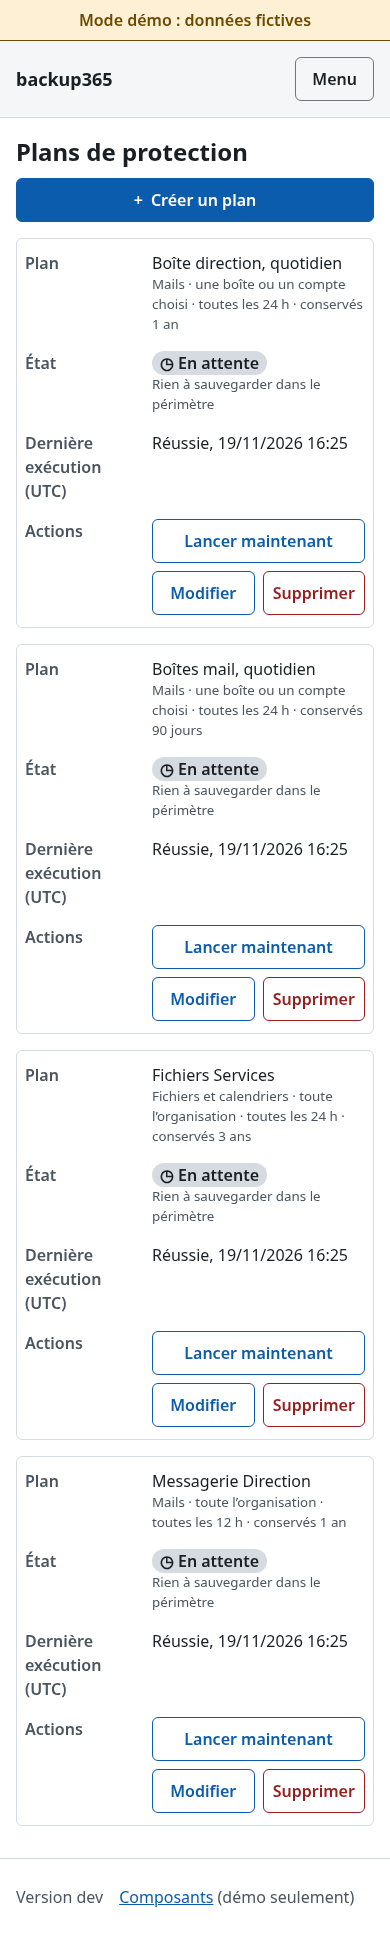 Mode démo : données fictives
backup365
Menu
Plans de protection
+ Créer un plan
Plan
Boîte direction, quotidien
Mails · une boîte ou un compte
choisi · toutes les 24 h · conservés
1 an
État
En attente
Rien à sauvegarder dans le
périmètre
Dernière
exécution
(UTC)
Réussie, 19/11/2026 16:25
Actions
Lancer maintenant
Modifier
Supprimer
Plan
Boîtes mail, quotidien
Mails · une boîte ou un compte
choisi · toutes les 24 h · conservés
90 jours
État
En attente
Rien à sauvegarder dans le
périmètre
Dernière
exécution
(UTC)
Réussie, 19/11/2026 16:25
Actions
Lancer maintenant
Modifier
Supprimer
Plan
Fichiers Services
Fichiers et calendriers · toute
l’organisation · toutes les 24 h ·
conservés 3 ans
État
En attente
Rien à sauvegarder dans le
périmètre
Dernière
exécution
(UTC)
Réussie, 19/11/2026 16:25
Actions
Lancer maintenant
Modifier
Supprimer
Plan
Messagerie Direction
Mails · toute l’organisation ·
toutes les 12 h · conservés 1 an
État
En attente
Rien à sauvegarder dans le
périmètre
Dernière
exécution
(UTC)
Réussie, 19/11/2026 16:25
Actions
Lancer maintenant
Modifier
Supprimer
Version dev Composants (démo seulement)